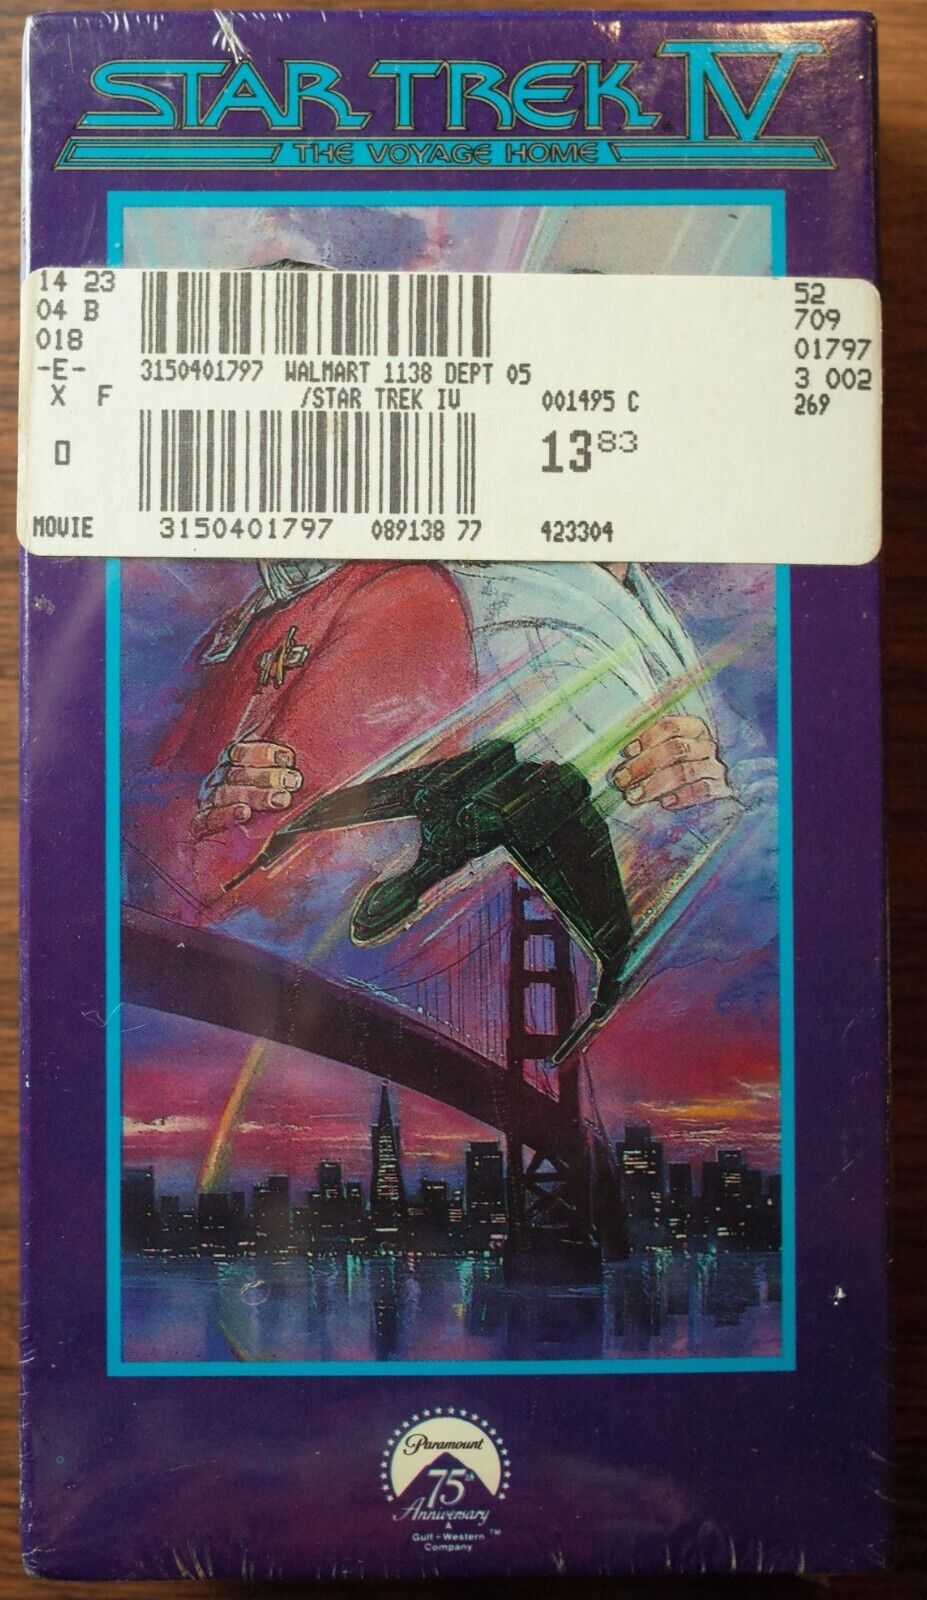 STAR TREK IV
THE VOYAGE HOME
14 23
04 B
018
-E-
X F
D
MOVIE
3150401797 WALMART 1138 DEPT 05
/STAR TREK IV 001495 C
13 83
3150401797 089138 77 423304
52
709
01797
3 002
269
Paramount
75th
Anniversary
A
Gulf+Western™
Company